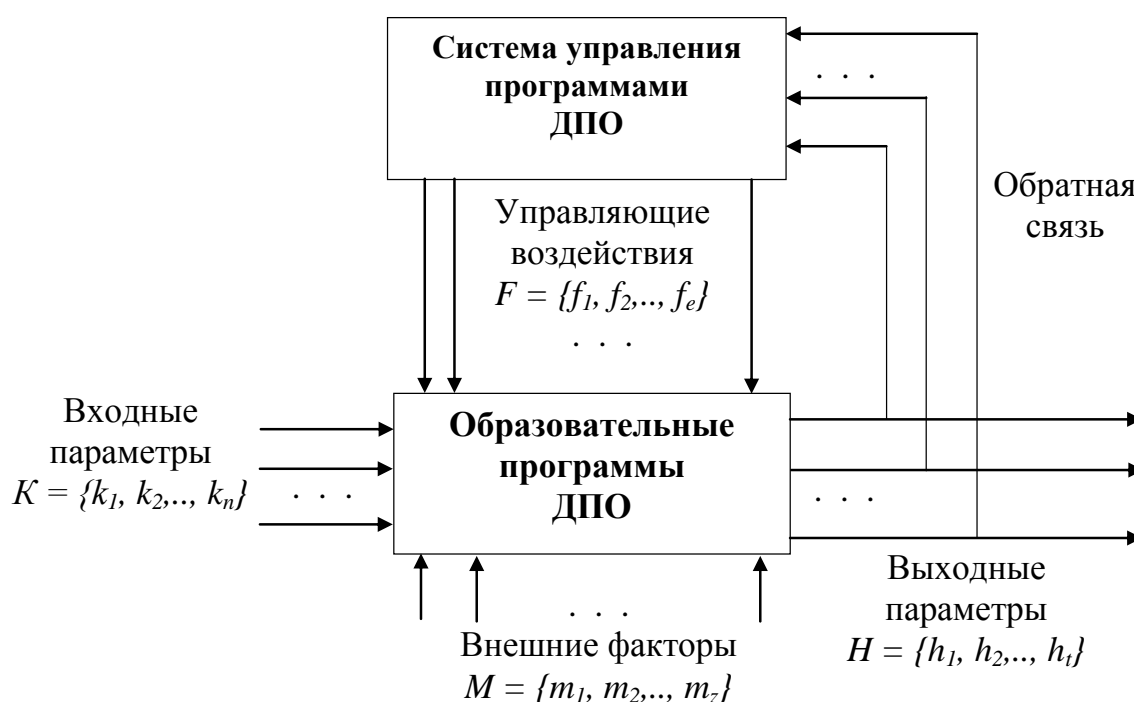 Система управления
программами
ДПО
. . .
Обратная
связь
Управляющие
воздействия
F = {f1, f2,.., fe}
. . .
Входные
параметры
K = {k1, k2,.., kn}
. . .
Образовательные
программы
ДПО
. . .
Выходные
параметры
H = {h1, h2,.., ht}
. . .
Внешние факторы
M = {m1, m2,.., mz}